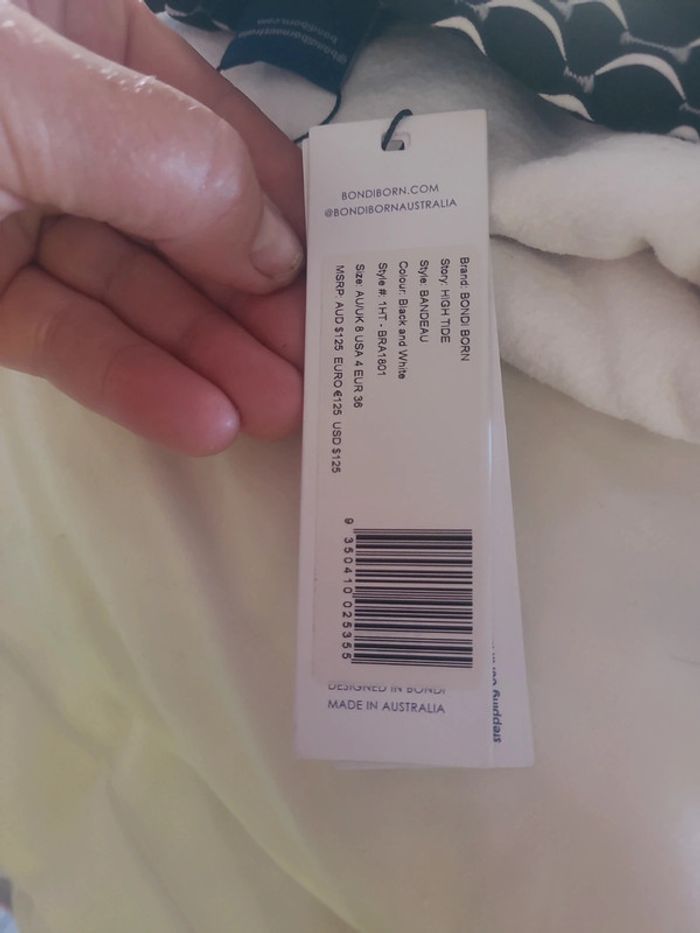 @bondibornaustralia
BONDIBORN.COM
@BONDIBORNAUSTRALIA
Brand: BONDI BORN
Story: HIGH TIDE
Style: BANDEAU
Colour: Black and White
Style #: 1HT - BRA1801
Size: AU/UK 8 USA 4 EUR 36
MSRP: AUD $125 EURO €125 USD $125
9 350410 025355
DESIGNED IN BONDI
MADE IN AUSTRALIA
stepping